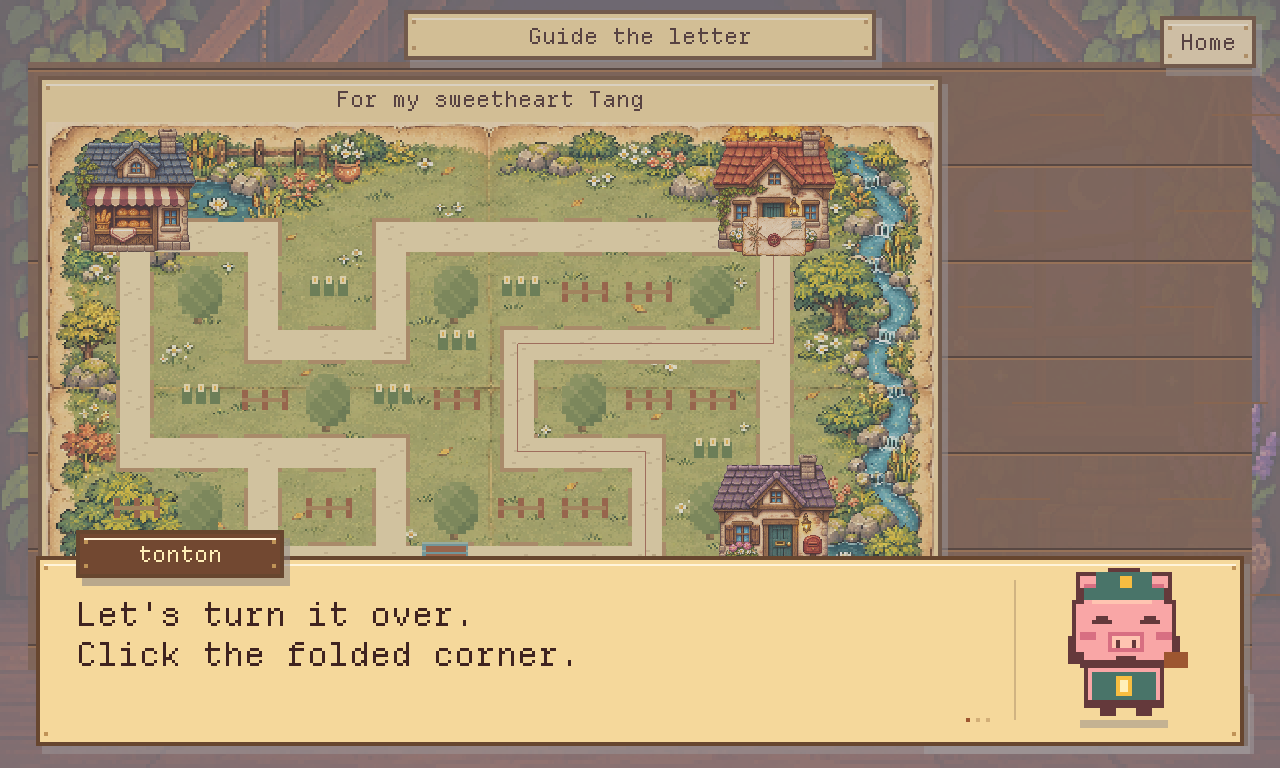 Guide the letter
Home
For my sweetheart Tang
tonton
Let's turn it over.
Click the folded corner.